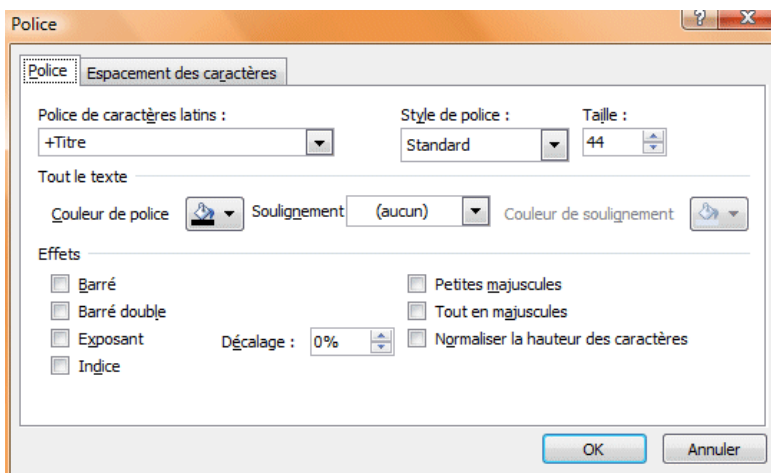 Police
Police Espacement des caractères
Police de caractères latins : Style de police : Taille :
+Titre Standard 44
Tout le texte
Couleur de police Soulignement (aucun) Couleur de soulignement
Effets
Barré Petites majuscules
Barré double Tout en majuscules
Exposant Décalage : 0% Normaliser la hauteur des caractères
Indice
OK Annuler